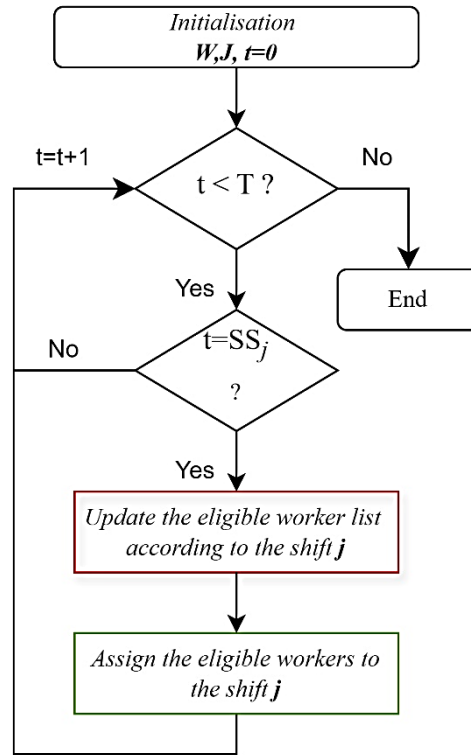 Initialisation
W,J, t=0
t=t+1
No
t < T ?
Yes
End
No
t=SSj
?
Yes
Update the eligible worker list
according to the shift j
Assign the eligible workers to
the shift j